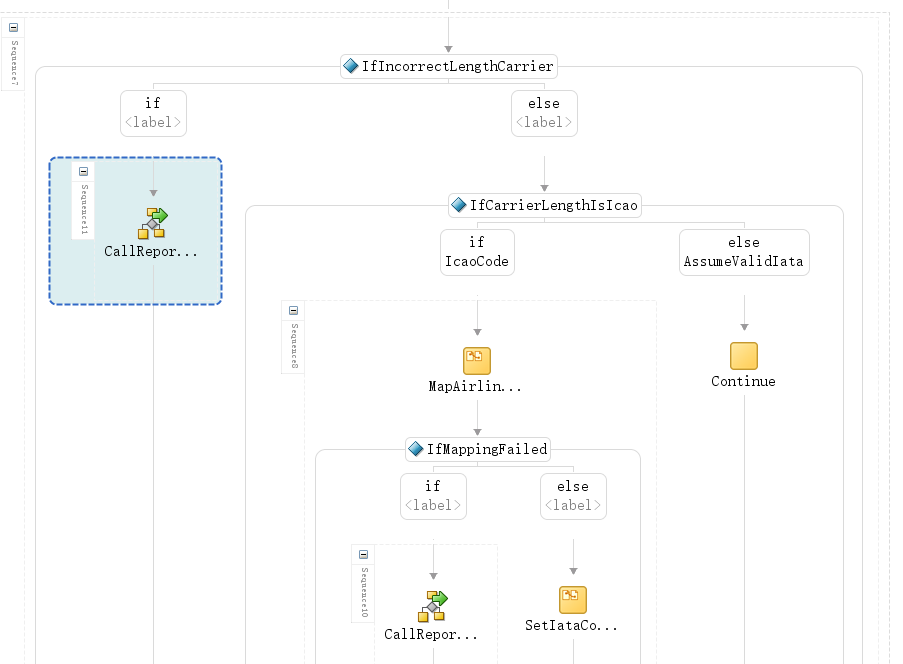 Sequence7
IfIncorrectLengthCarrier
if
<label>
else
<label>
Sequence11
CallRepor...
IfCarrierLengthIsIcao
if
IcaoCode
else
AssumeValidIata
Sequence8
MapAirlin...
Continue
IfMappingFailed
if
<label>
else
<label>
Sequence10
CallRepor...
SetIataCo...